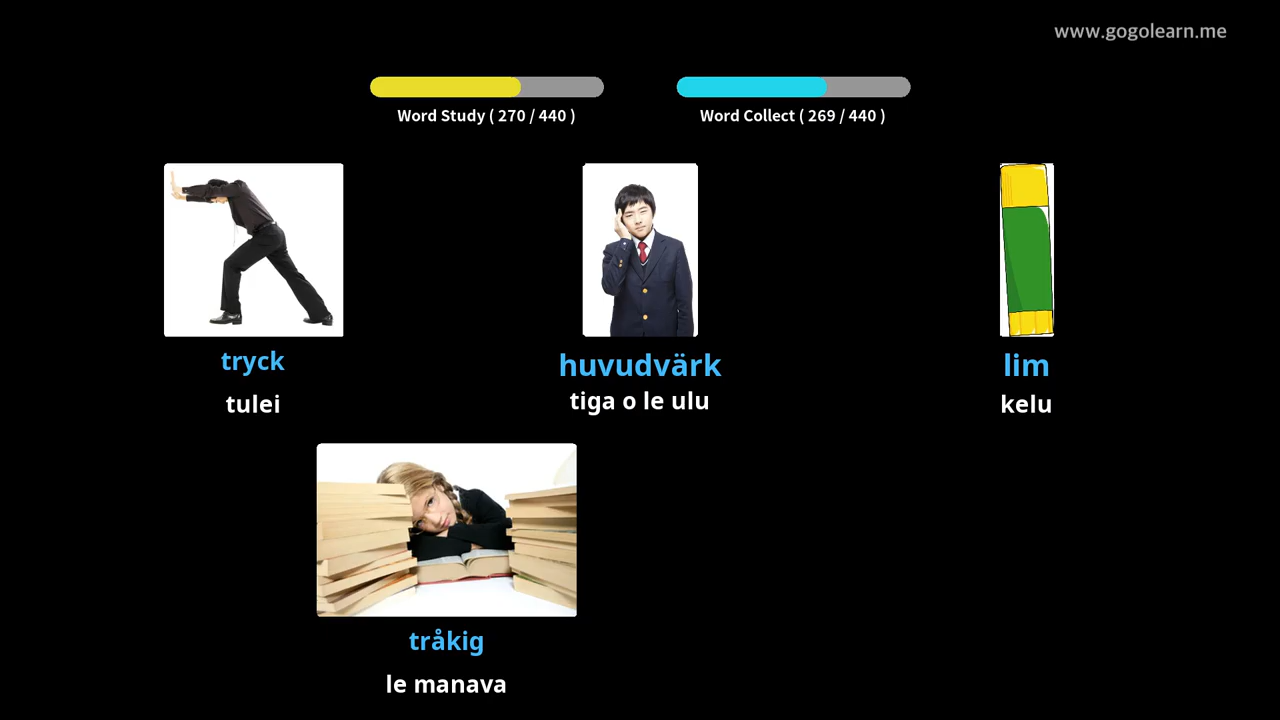 www.gogolearn.me
Word Study ( 270 / 440 )
Word Collect ( 269 / 440 )
tryck
tulei
huvudvärk
tiga o le ulu
lim
kelu
tråkig
le manava